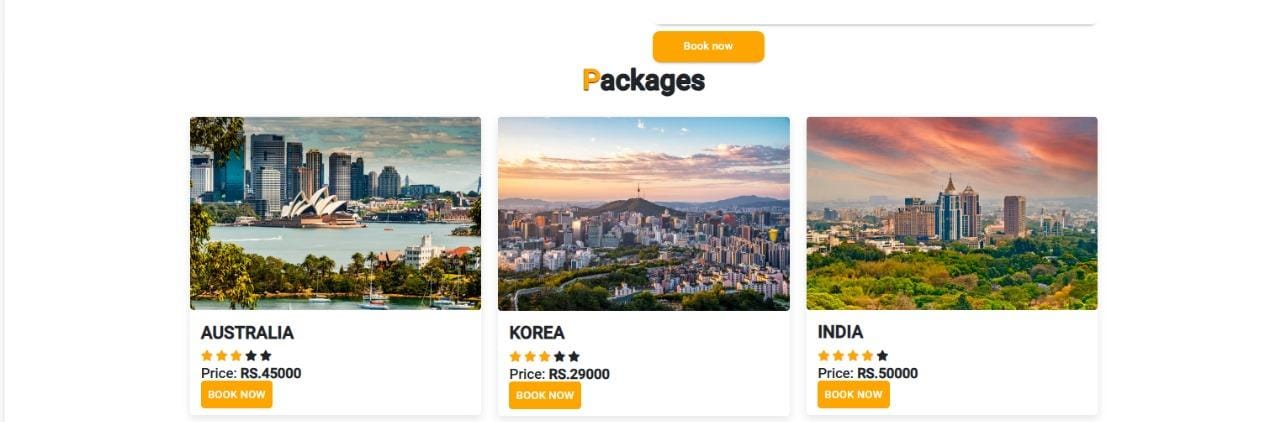 Book now
Packages
AUSTRALIA
Price: RS.45000
BOOK NOW
KOREA
Price: RS.29000
BOOK NOW
INDIA
Price: RS.50000
BOOK NOW